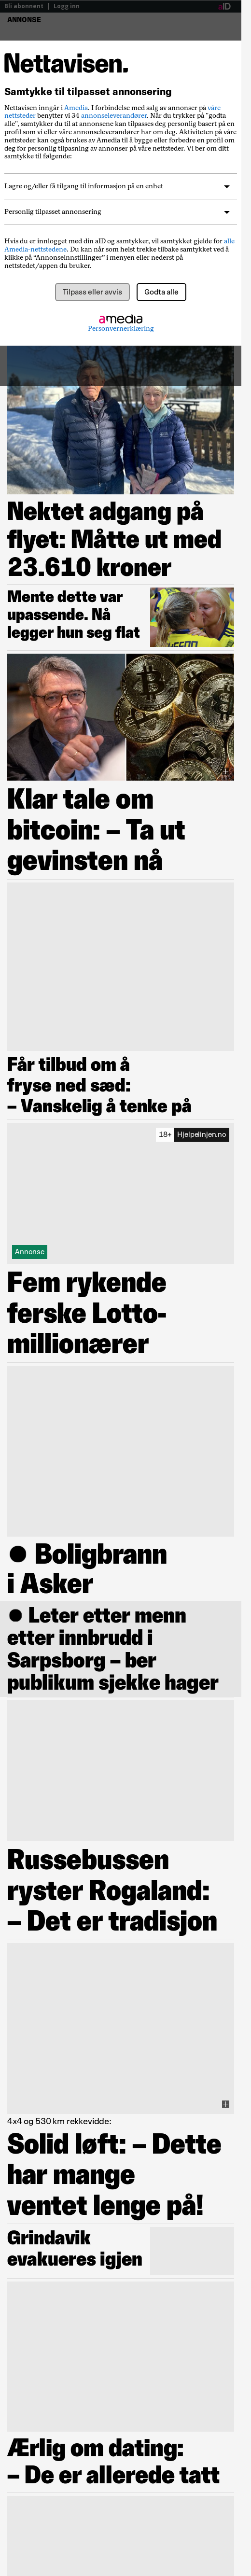 Bli abonnent | Logg inn
aID
ANNONSE
Nettavisen.
Samtykke til tilpasset annonsering
Nettavisen inngår i Amedia. I forbindelse med salg av annonser på våre
nettsteder benytter vi 34 annonseleverandører. Når du trykker på "godta
alle", samtykker du til at annonsene kan tilpasses deg personlig basert på en
profil som vi eller våre annonseleverandører har om deg. Aktiviteten på våre
nettsteder kan også brukes av Amedia til å bygge eller forbedre en profil om
deg for personlig tilpasning av annonser på våre nettsteder. Vi ber om ditt
samtykke til følgende:
Lagre og/eller få tilgang til informasjon på en enhet
Personlig tilpasset annonsering
Hvis du er innlogget med din aID og samtykker, vil samtykket gjelde for alle
Amedia-nettstedene. Du kan når som helst trekke tilbake samtykket ved å
klikke på “Annonseinnstillinger” i menyen eller nederst på
nettstedet/appen du bruker.
Tilpass eller avvis
Godta alle
amedia
Personvernerklæring
Nektet adgang på
flyet: Måtte ut med
23.610 kroner
Mente dette var
upassende. Nå
legger hun seg flat
Klar tale om
bitcoin: – Ta ut
gevinsten nå
Får tilbud om å
fryse ned sæd:
– Vanskelig å tenke på
18+ Hjelpelinjen.no
Annonse
Fem rykende
ferske Lotto-
millionærer
● Boligbrann
i Asker
● Leter etter menn
etter innbrudd i
Sarpsborg – ber
publikum sjekke hager
Russebussen
ryster Rogaland:
– Det er tradisjon
4x4 og 530 km rekkevidde:
Solid løft: – Dette
har mange
ventet lenge på!
Grindavik
evakueres igjen
Ærlig om dating:
– De er allerede tatt